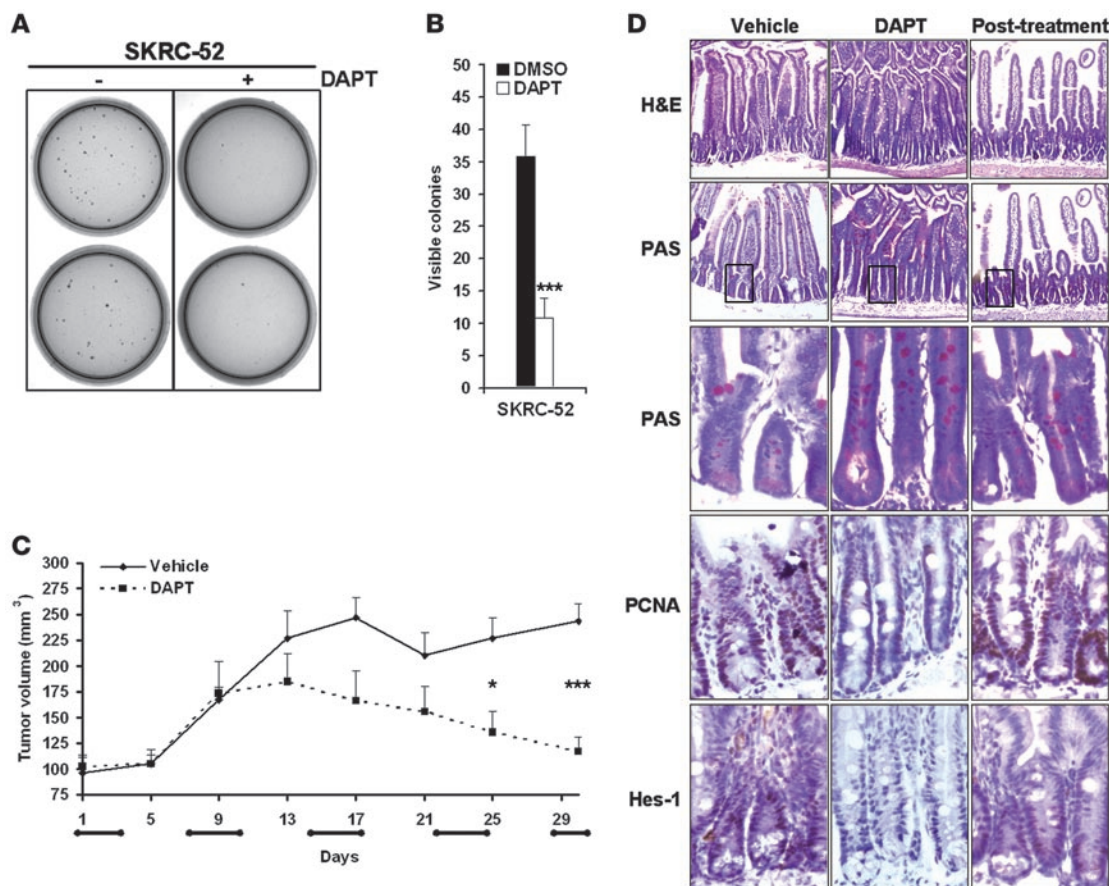 A
SKRC-52
- +
DAPT
B
DMSO
DAPT
50
45
40
35
30
25
20
15
10
5
0
Visible colonies
***
SKRC-52
C
Vehicle
DAPT
300
275
250
225
200
175
150
125
100
75
Tumor volume (mm 3)
* ***
1 5 9 13 17 21 25 29
Days
D
Vehicle DAPT Post-treatment
H&E
PAS
PAS
PCNA
Hes-1